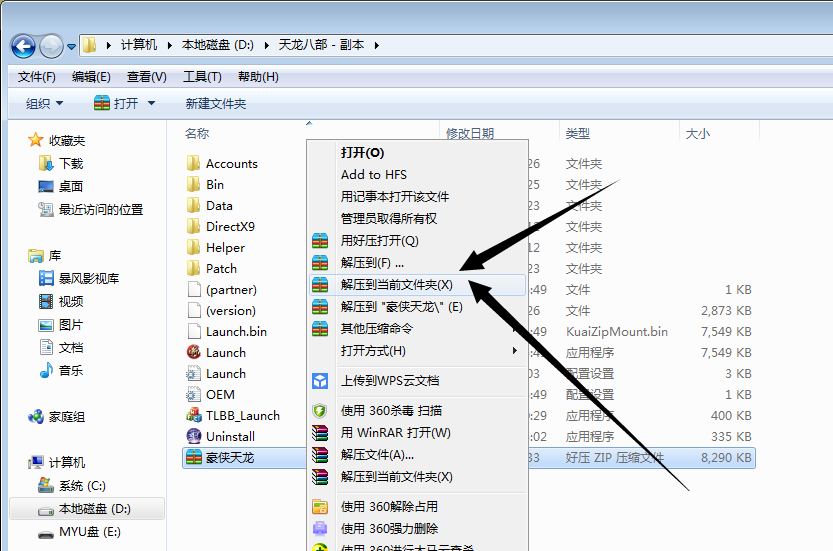 计算机 本地磁盘 (D:) 天龙八部 - 副本
文件(F) 编辑(E) 查看(V) 工具(T) 帮助(H)
组织 打开 新建文件夹
收藏夹
下载
桌面
最近访问的位置
库
暴风影视库
视频
图片
文档
音乐
家庭组
计算机
系统 (C:)
本地磁盘 (D:)
MYU盘 (E:)
名称 修改日期 类型 大小
Accounts 26 文件夹
Bin 25 文件夹
Data 23 文件夹
DirectX9 12 文件夹
Helper 12 文件夹
Patch 23 文件夹
(partner) :49 文件 1 KB
(version) 26 文件 2,873 KB
Launch.bin :49 KuaiZipMount.bin 7,549 KB
Launch 应用程序 7,549 KB
Launch 03 配置设置 3 KB
OEM :49 配置设置 1 KB
TLBB_Launch :29 应用程序 400 KB
Uninstall :02 应用程序 335 KB
豪侠天龙 33 好压 ZIP 压缩文件 8,290 KB
打开(O)
Add to HFS
用记事本打开该文件
管理员取得所有权
用好压打开(Q)
解压到(F) ...
解压到当前文件夹(X)
解压到 "豪侠天龙\" (E)
其他压缩命令
打开方式(H)
上传到WPS云文档
使用 360杀毒 扫描
用 WinRAR 打开(W)
解压文件(A)...
解压到当前文件夹(X)
使用 360解除占用
使用 360强力删除
使用 360进行木马云查杀